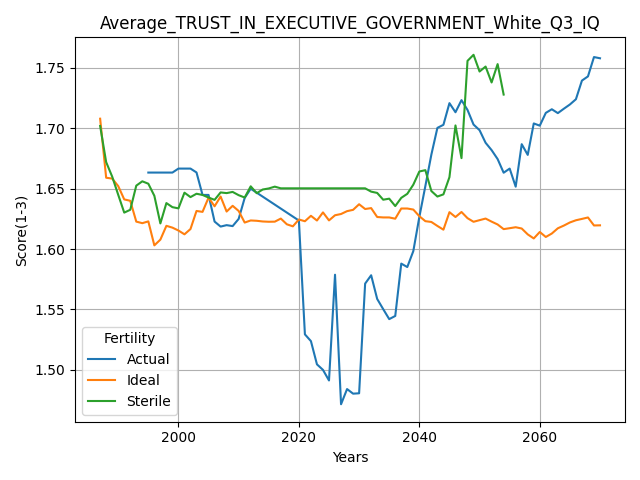 Average_TRUST_IN_EXECUTIVE_GOVERNMENT_White_Q3_IQ
Score(1-3)
1.75
1.70
1.65
1.60
1.55
1.50
Fertility
Actual
Ideal
Sterile
2000
2020
2040
2060
Years